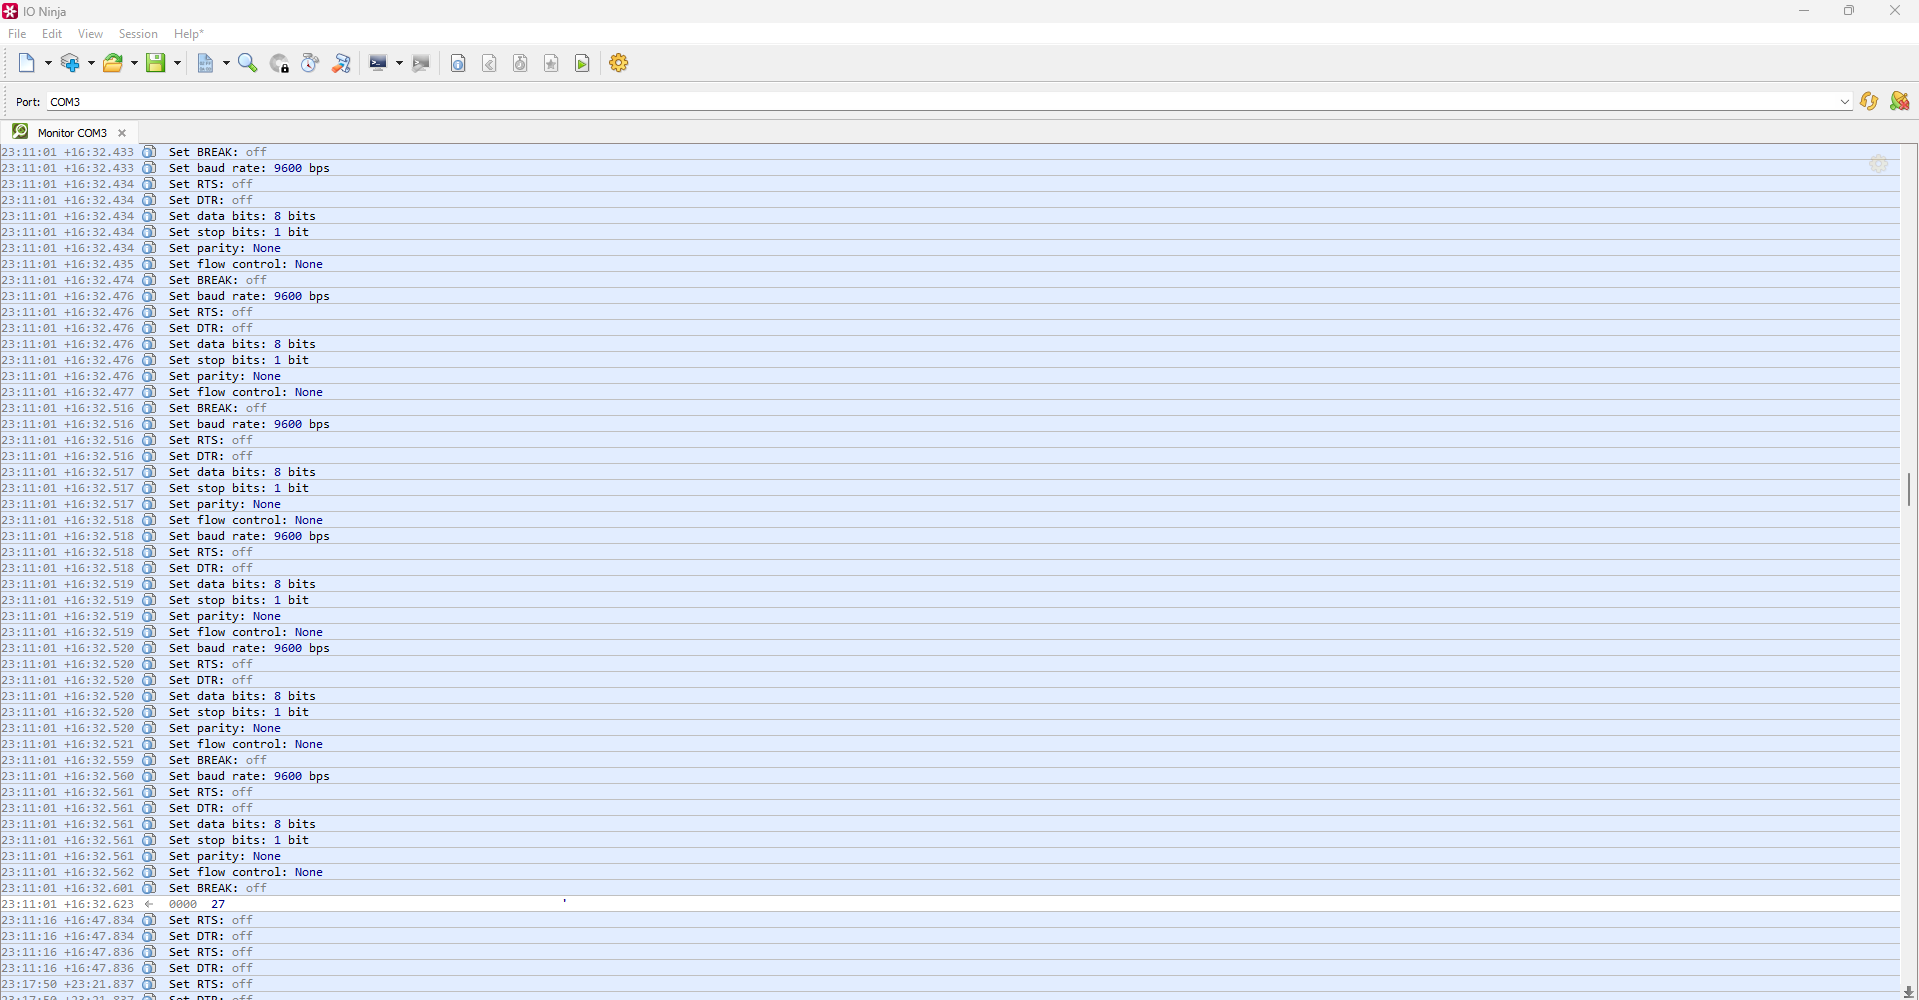 IO Ninja
File Edit View Session Help*
Port: COM3
Monitor COM3
23:11:01 +16:32.433 Set BREAK: off
23:11:01 +16:32.433 Set baud rate: 9600 bps
23:11:01 +16:32.434 Set RTS: off
23:11:01 +16:32.434 Set DTR: off
23:11:01 +16:32.434 Set data bits: 8 bits
23:11:01 +16:32.434 Set stop bits: 1 bit
23:11:01 +16:32.434 Set parity: None
23:11:01 +16:32.435 Set flow control: None
23:11:01 +16:32.474 Set BREAK: off
23:11:01 +16:32.476 Set baud rate: 9600 bps
23:11:01 +16:32.476 Set RTS: off
23:11:01 +16:32.476 Set DTR: off
23:11:01 +16:32.476 Set data bits: 8 bits
23:11:01 +16:32.476 Set stop bits: 1 bit
23:11:01 +16:32.476 Set parity: None
23:11:01 +16:32.477 Set flow control: None
23:11:01 +16:32.516 Set BREAK: off
23:11:01 +16:32.516 Set baud rate: 9600 bps
23:11:01 +16:32.516 Set RTS: off
23:11:01 +16:32.516 Set DTR: off
23:11:01 +16:32.517 Set data bits: 8 bits
23:11:01 +16:32.517 Set stop bits: 1 bit
23:11:01 +16:32.517 Set parity: None
23:11:01 +16:32.518 Set flow control: None
23:11:01 +16:32.518 Set baud rate: 9600 bps
23:11:01 +16:32.518 Set RTS: off
23:11:01 +16:32.518 Set DTR: off
23:11:01 +16:32.519 Set data bits: 8 bits
23:11:01 +16:32.519 Set stop bits: 1 bit
23:11:01 +16:32.519 Set parity: None
23:11:01 +16:32.519 Set flow control: None
23:11:01 +16:32.520 Set baud rate: 9600 bps
23:11:01 +16:32.520 Set RTS: off
23:11:01 +16:32.520 Set DTR: off
23:11:01 +16:32.520 Set data bits: 8 bits
23:11:01 +16:32.520 Set stop bits: 1 bit
23:11:01 +16:32.520 Set parity: None
23:11:01 +16:32.521 Set flow control: None
23:11:01 +16:32.559 Set BREAK: off
23:11:01 +16:32.560 Set baud rate: 9600 bps
23:11:01 +16:32.561 Set RTS: off
23:11:01 +16:32.561 Set DTR: off
23:11:01 +16:32.561 Set data bits: 8 bits
23:11:01 +16:32.561 Set stop bits: 1 bit
23:11:01 +16:32.561 Set parity: None
23:11:01 +16:32.562 Set flow control: None
23:11:01 +16:32.601 Set BREAK: off
23:11:01 +16:32.623 ← 0000 27 '
23:11:16 +16:47.834 Set RTS: off
23:11:16 +16:47.834 Set DTR: off
23:11:16 +16:47.836 Set RTS: off
23:11:16 +16:47.836 Set DTR: off
23:17:50 +23:21.837 Set RTS: off
23:17:50 +23:21.837 Set DTR: off